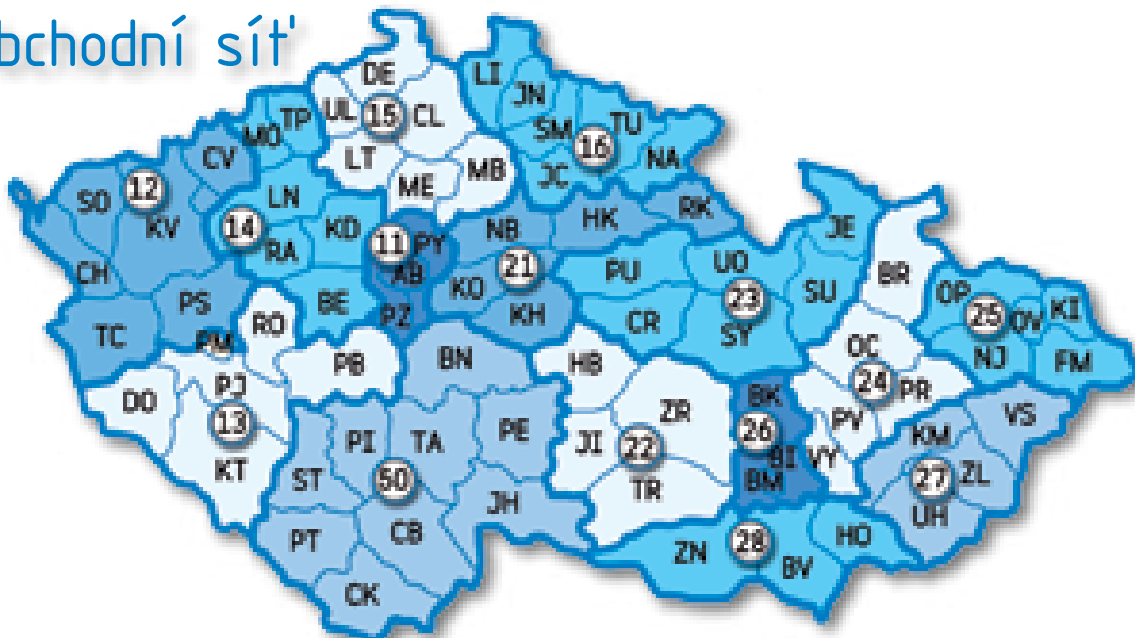 bchodní síť
DE
LI
JN
UL
15
CL
MO
TP
SM
TU
16
LT
CV
ME
MB
JC
NA
SO
12
KV
LN
14
RA
KD
11
PY
AB
NB
HK
RK
21
KO
KH
CH
PS
TC
RO
BE
PZ
PM
PU
UO
JE
23
SU
CR
SY
BR
OP
25
OV
KI
NJ
FM
OC
24
PR
PV
VY
DO
PJ
13
KT
PB
BN
HB
ZR
JI
22
TR
BK
26
BI
BM
KM
VS
27
ZL
UH
PI
TA
PE
ST
50
JH
PT
CB
CK
ZN
28
BV
HO